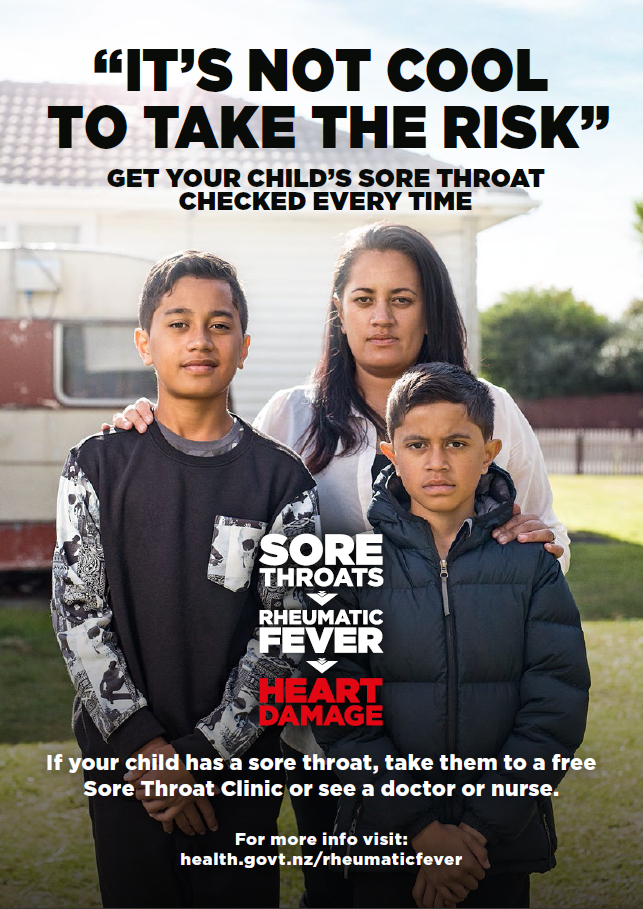 “IT’S NOT COOL
TO TAKE THE RISK”
GET YOUR CHILD’S SORE THROAT
CHECKED EVERY TIME
SORE
THROATS
RHEUMATIC
FEVER
HEART
DAMAGE
If your child has a sore throat, take them to a free
Sore Throat Clinic or see a doctor or nurse.
For more info visit:
health.govt.nz/rheumaticfever